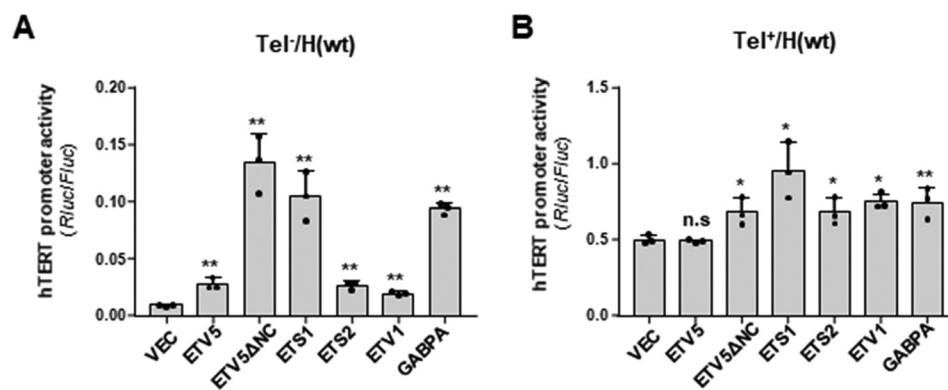 A
Tel⁻/H(wt)
hTERT promoter activity
(Rluc/Fluc)
0.20
0.15
0.10
0.05
0.00
**
**
**
**
**
**
VEC
ETV5
ETV5ΔNC
ETS1
ETS2
ETV1
GABPA
B
Tel⁺/H(wt)
hTERT promoter activity
(Rluc/Fluc)
1.5
1.0
0.5
0.0
n.s
*
*
*
*
**
VEC
ETV5
ETV5ΔNC
ETS1
ETS2
ETV1
GABPA